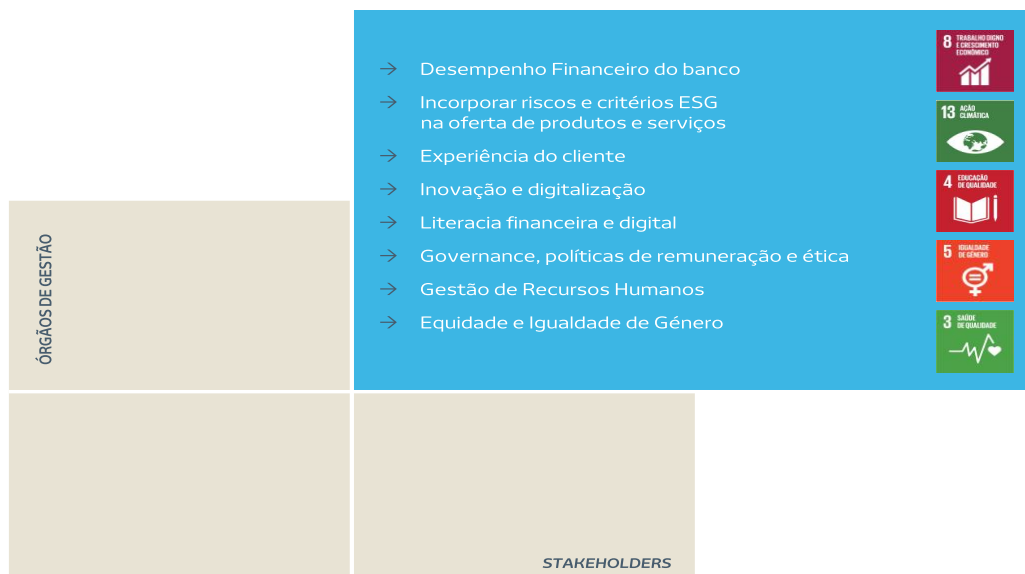 → Desempenho Financeiro do banco
→ Incorporar riscos e critérios ESG
na oferta de produtos e serviços
→ Experiência do cliente
→ Inovação e digitalização
→ Literacia financeira e digital
→ Governance, políticas de remuneração e ética
→ Gestão de Recursos Humanos
→ Equidade e Igualdade de Género
8 TRABALHO DIGNO
E CRESCIMENTO
ECONÓMICO
13 AÇÃO
CLIMÁTICA
4 EDUCAÇÃO
DE QUALIDADE
5 IGUALDADE
DE GÉNERO
3 SAÚDE
DE QUALIDADE
ÓRGÃOS DE GESTÃO
STAKEHOLDERS